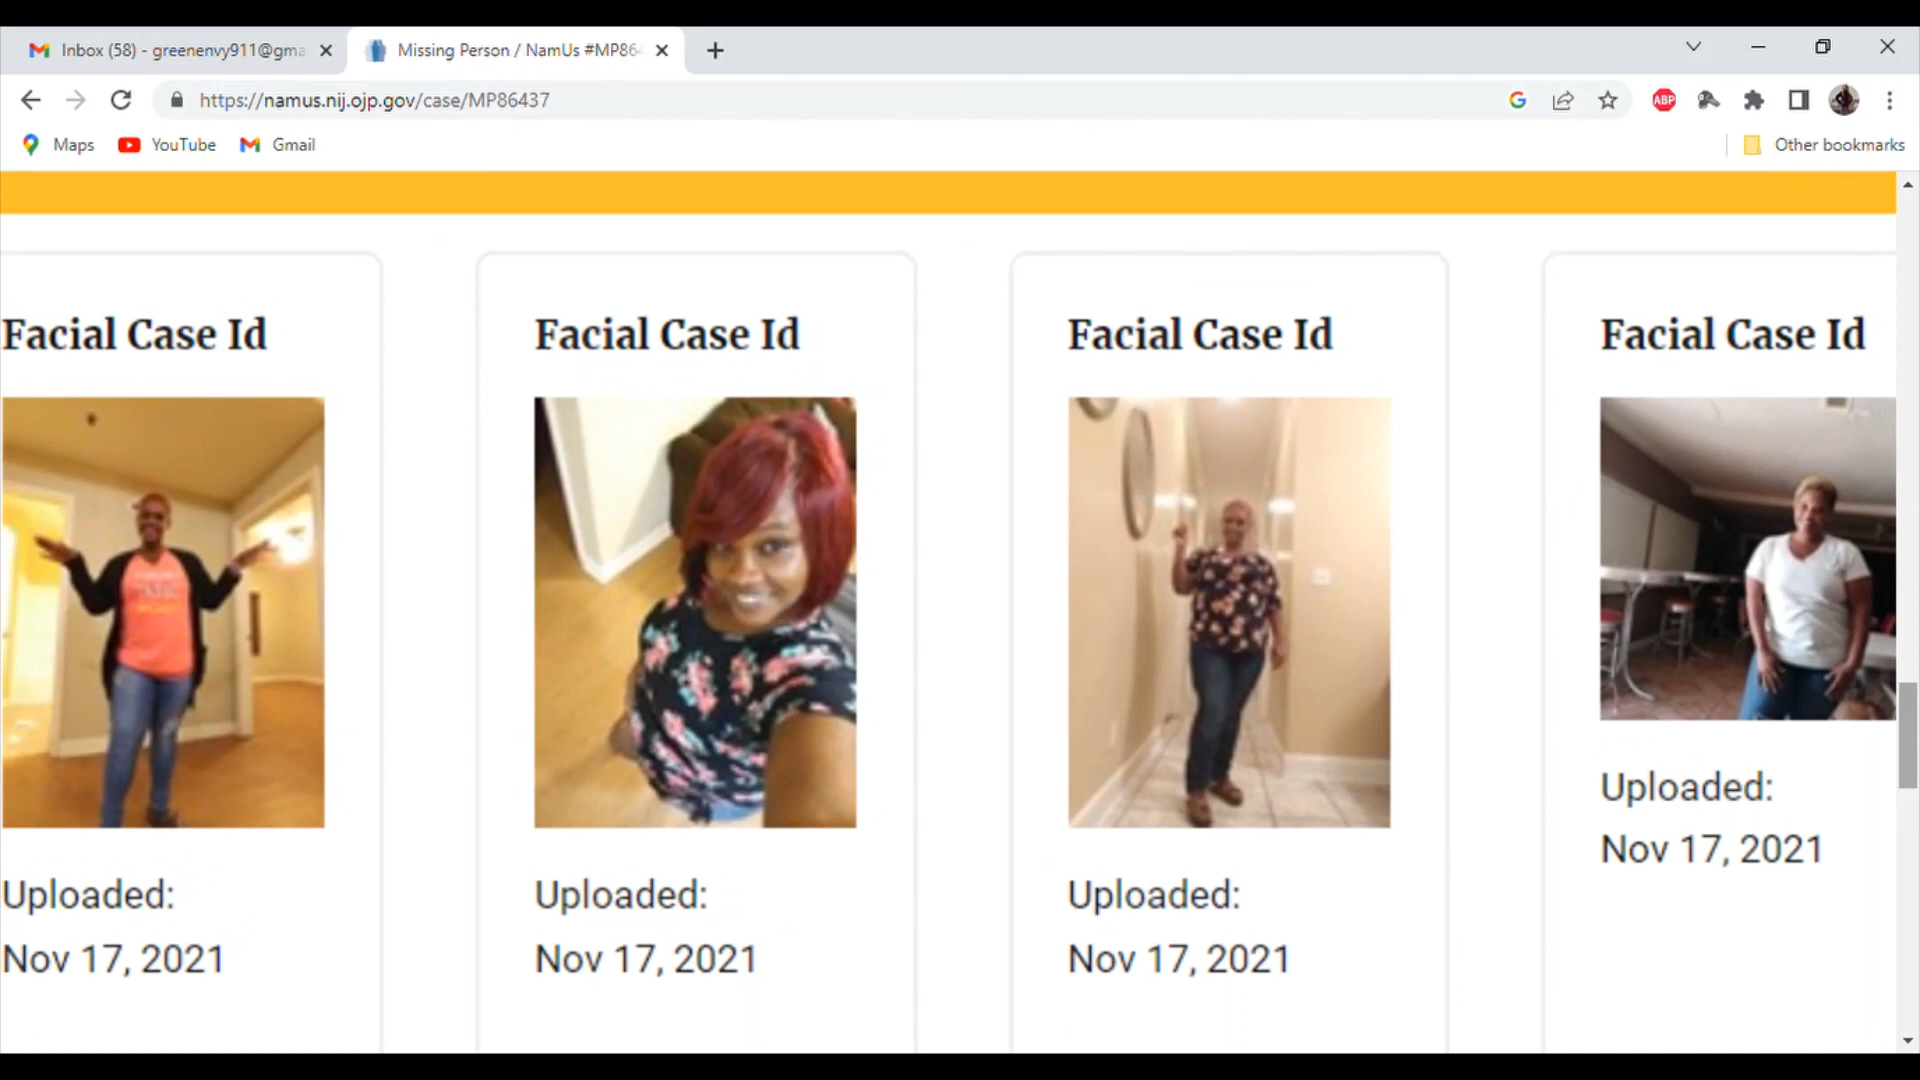 Inbox (58) - greenenvy911@gma
Missing Person / NamUs #MP864
https://namus.nij.ojp.gov/case/MP86437
ABP
Maps
YouTube
Gmail
Other bookmarks
Facial Case Id
Facial Case Id
Facial Case Id
Facial Case Id
Uploaded:
Nov 17, 2021
Uploaded:
Nov 17, 2021
Uploaded:
Nov 17, 2021
Uploaded:
Nov 17, 2021